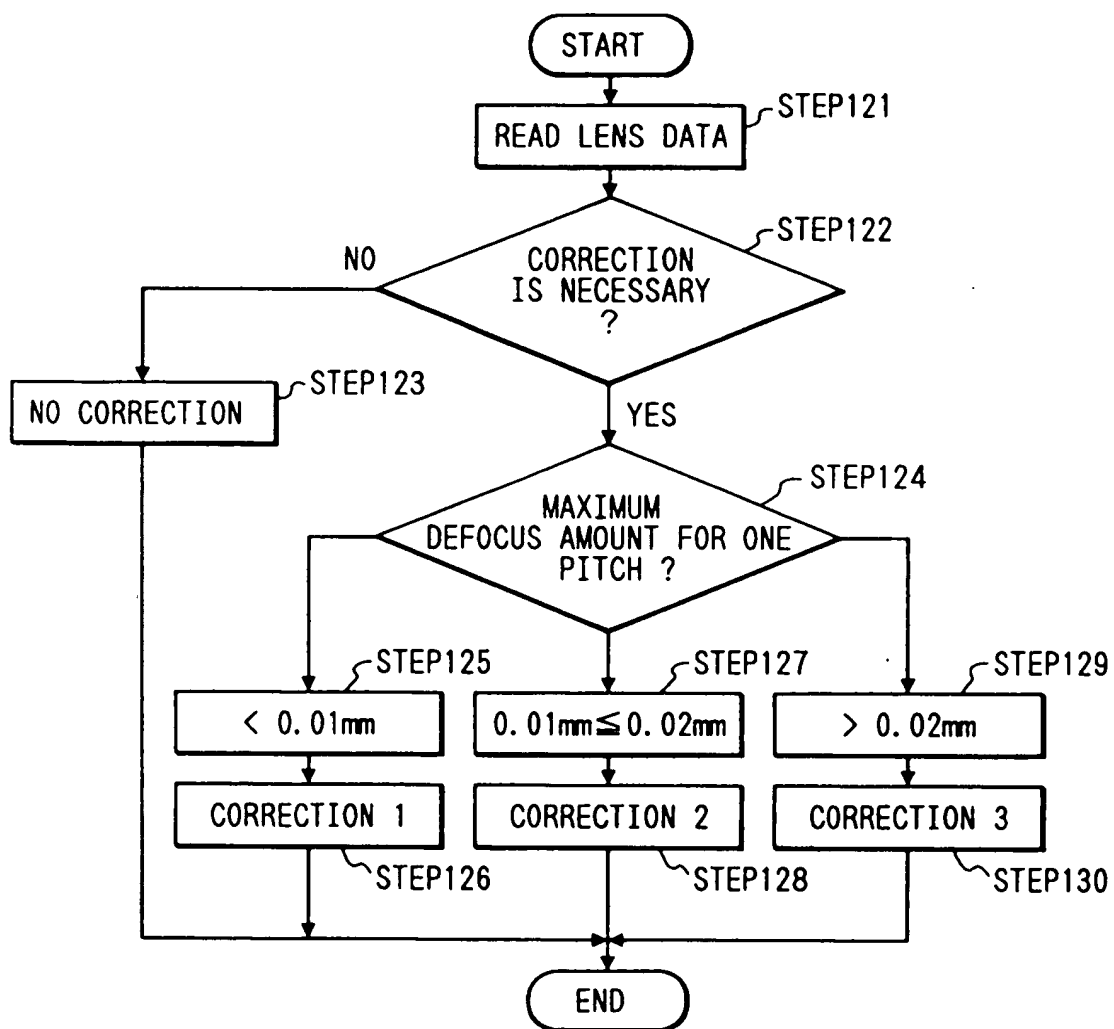 START
STEP121
READ LENS DATA
STEP122
NO
CORRECTION
IS NECESSARY
?
STEP123
NO CORRECTION
YES
STEP124
MAXIMUM
DEFOCUS AMOUNT FOR ONE
PITCH ?
STEP125
STEP127
STEP129
< 0.01mm
0.01mm≦0.02mm
> 0.02mm
CORRECTION 1
CORRECTION 2
CORRECTION 3
STEP126
STEP128
STEP130
END